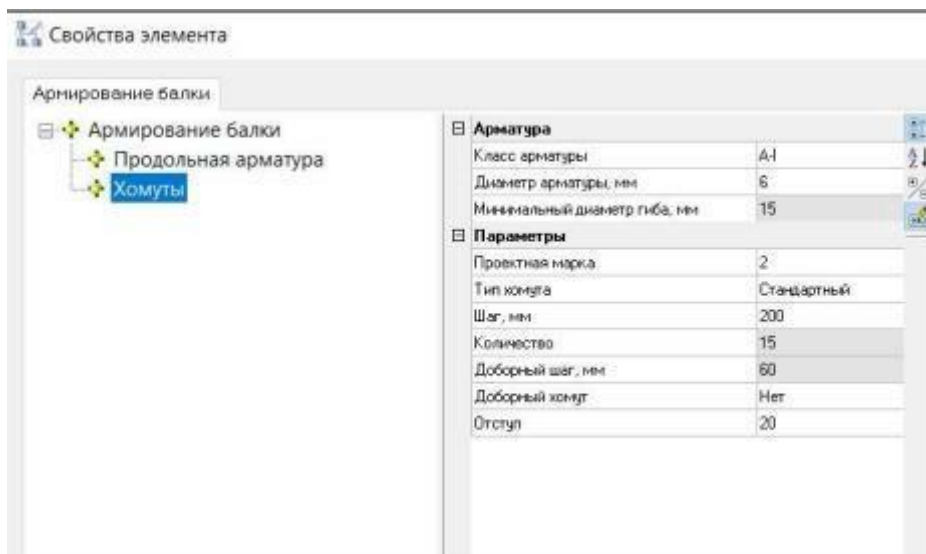 Свойства элемента
Армирование балки
Армирование балки
Продольная арматура
Хомуты
Арматура
Класс арматуры A-I
Диаметр арматуры, мм 6
Минимальный диаметр гиба, мм 15
Параметры
Проектная марка 2
Тип хомута Стандартный
Шаг, мм 200
Количество 15
Доборный шаг, мм 60
Доборный хомут Нет
Отступ 20